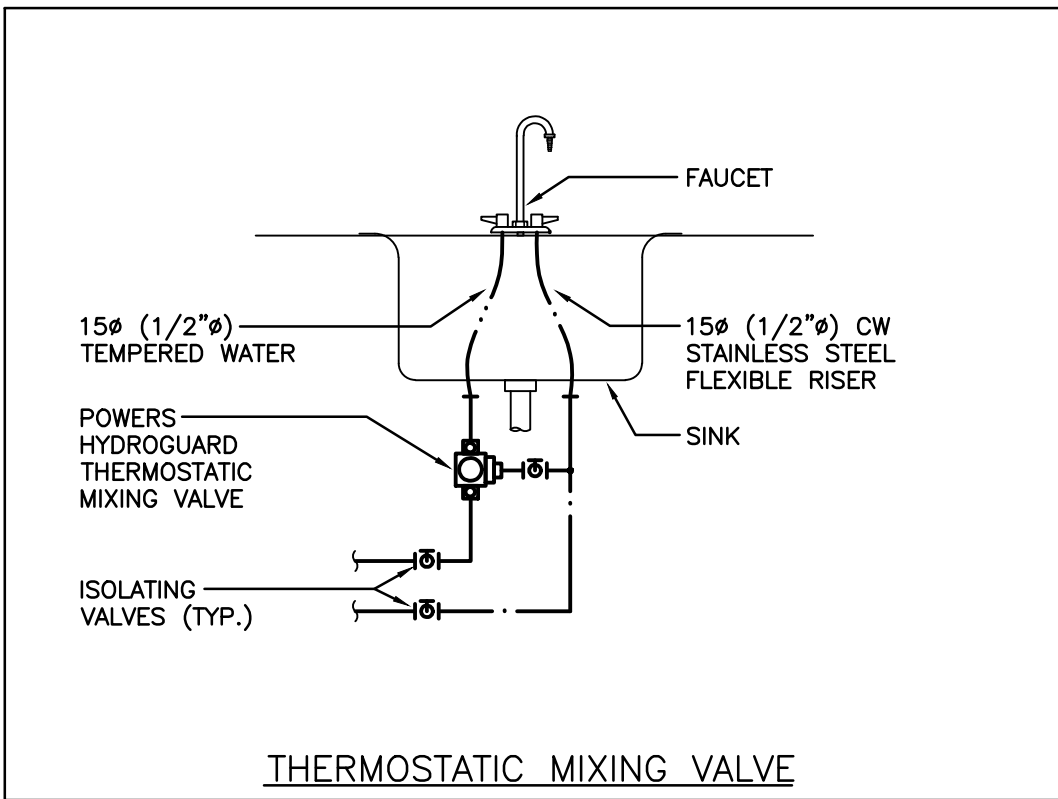 FAUCET
15ø (1/2"ø)
TEMPERED WATER
15ø (1/2"ø) CW
STAINLESS STEEL
FLEXIBLE RISER
POWERS
HYDROGUARD
THERMOSTATIC
MIXING VALVE
SINK
ISOLATING
VALVES (TYP.)
THERMOSTATIC MIXING VALVE